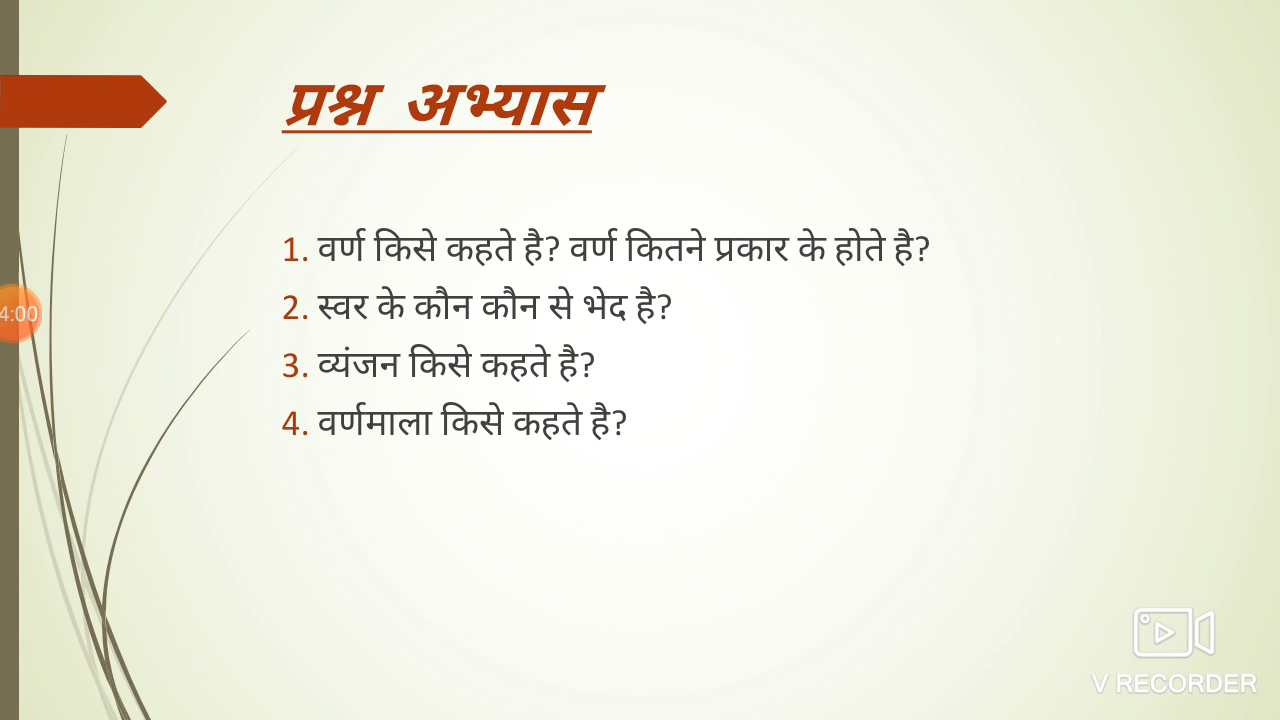 प्रश्न अभ्यास
1. वर्ण किसे कहते है? वर्ण कितने प्रकार के होते है?
2. स्वर के कौन कौन से भेद है?
3. व्यंजन किसे कहते है?
4. वर्णमाला किसे कहते है?
4:00
V RECORDER